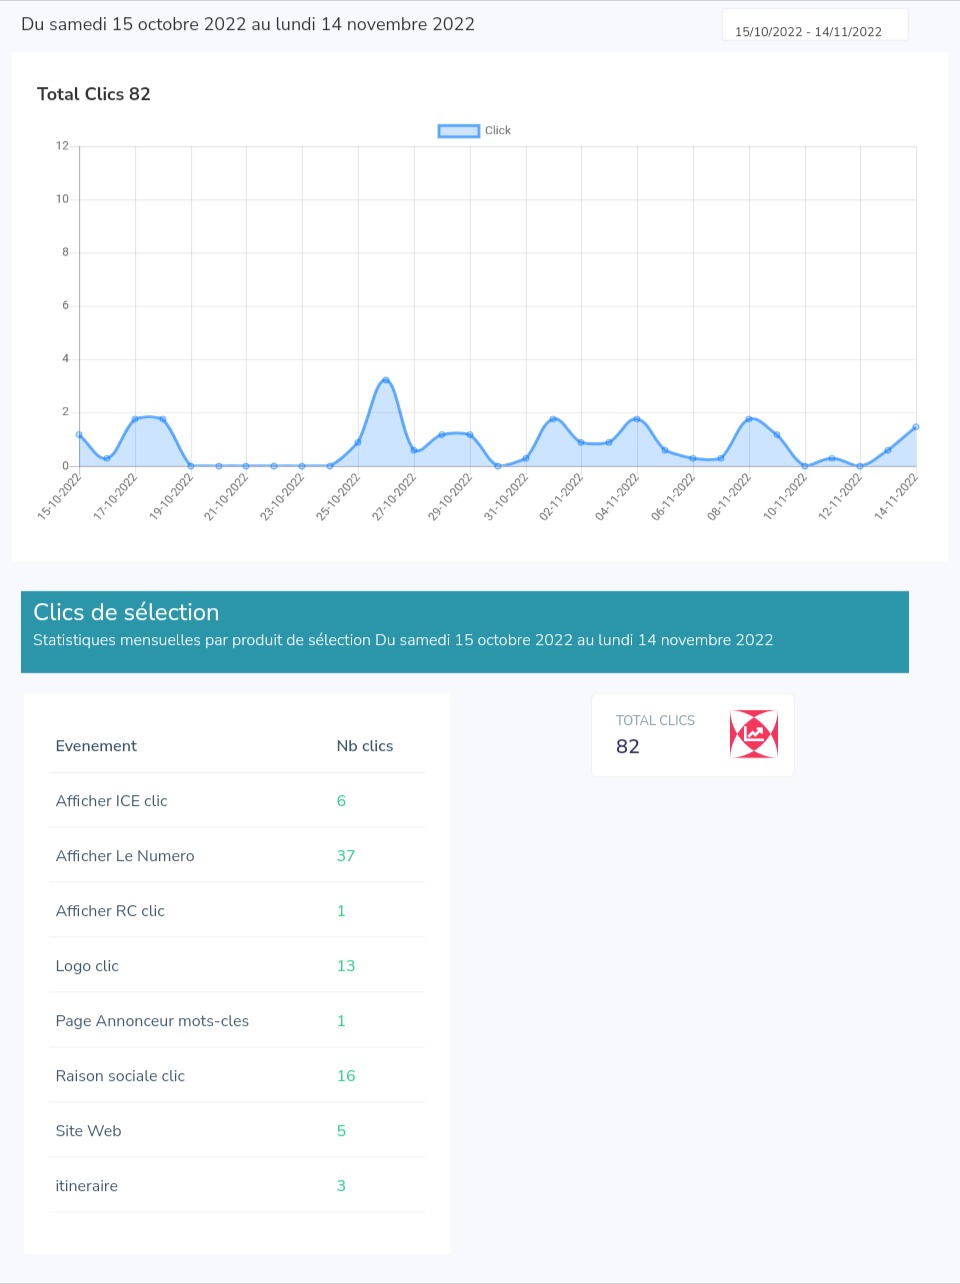 Du samedi 15 octobre 2022 au lundi 14 novembre 2022
15/10/2022 - 14/11/2022
Total Clics 82
Click
12
10
8
6
4
2
0
15-10-2022
17-10-2022
19-10-2022
21-10-2022
23-10-2022
25-10-2022
27-10-2022
29-10-2022
31-10-2022
02-11-2022
04-11-2022
06-11-2022
08-11-2022
10-11-2022
12-11-2022
14-11-2022
Clics de sélection
Statistiques mensuelles par produit de sélection Du samedi 15 octobre 2022 au lundi 14 novembre 2022
Evenement Nb clics
Afficher ICE clic 6
Afficher Le Numero 37
Afficher RC clic 1
Logo clic 13
Page Annonceur mots-cles 1
Raison sociale clic 16
Site Web 5
itineraire 3
TOTAL CLICS
82